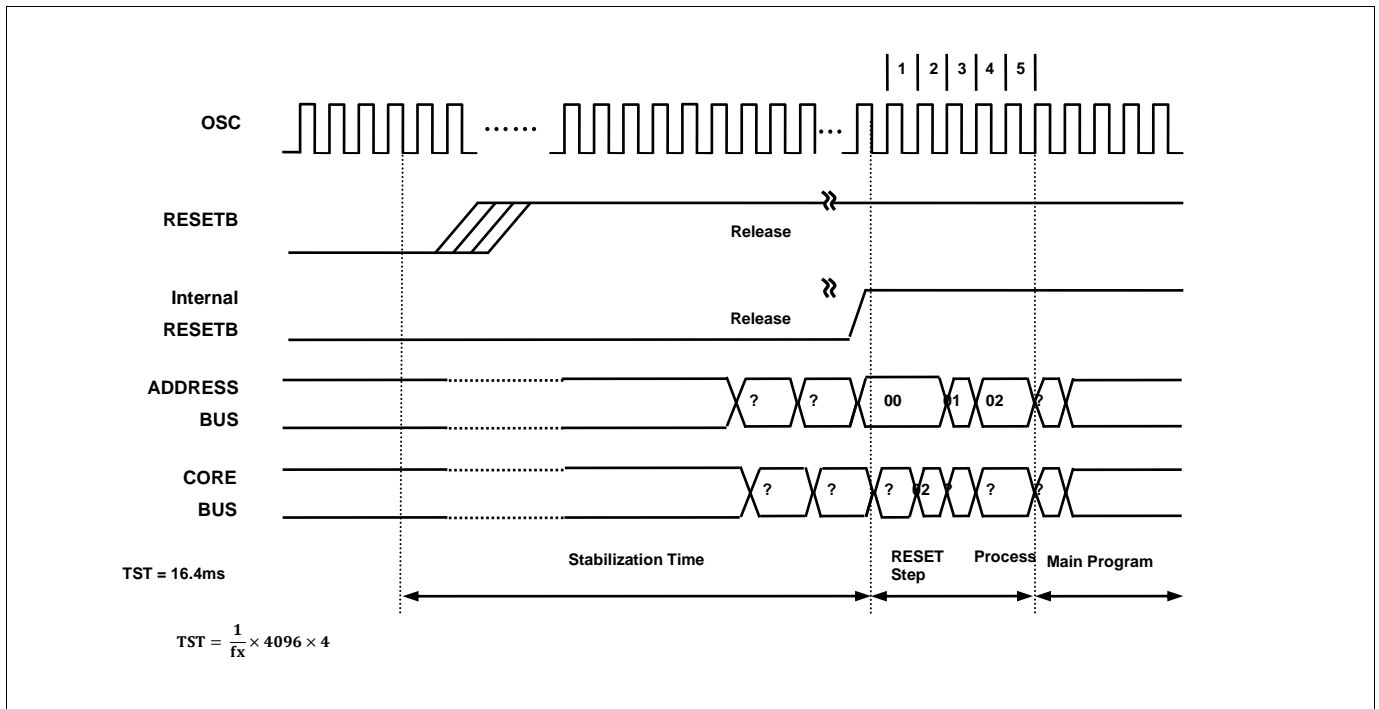 1 2 3 4 5
OSC
RESETB
Release
Internal
RESETB
Release
ADDRESS
BUS
? ? 00 01 02 ?
CORE
BUS
? ? ? 02 ? ? ?
Stabilization Time
RESET Process
Step
Main Program
TST = 16.4ms
TST = 1/fx × 4096 × 4